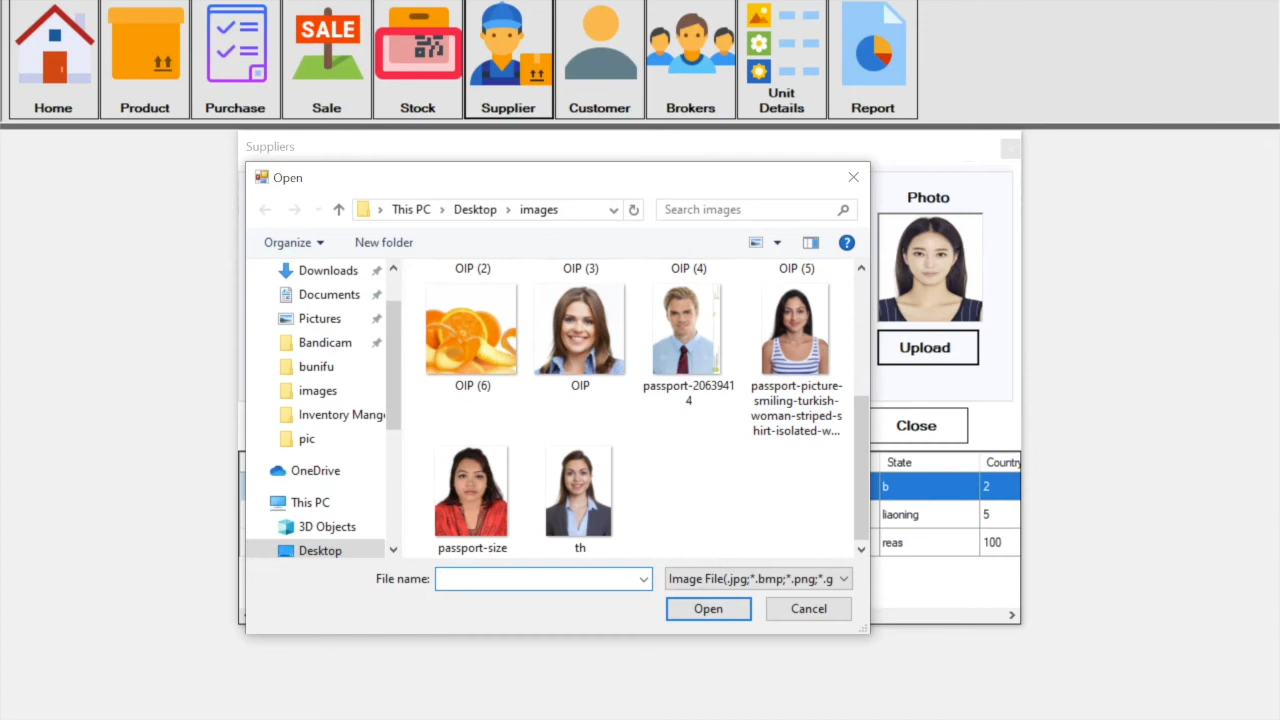 SALE
Home
Product
Purchase
Sale
Stock
Supplier
Customer
Brokers
Unit
Details
Report
Suppliers
Open
This PC > Desktop > images
Search images
Organize
New folder
Downloads
Documents
Pictures
Bandicam
bunifu
images
Inventory Mang
pic
OneDrive
This PC
3D Objects
Desktop
OIP (2)
OIP (3)
OIP (4)
OIP (5)
OIP (6)
OIP
passport-2063941
4
passport-picture-
smiling-turkish-
woman-striped-s
hirt-isolated-w...
passport-size
th
File name:
Image File(.jpg;*.bmp;*.png;*.g
Open
Cancel
Photo
Upload
Close
State Country
b 2
liaoning 5
reas 100